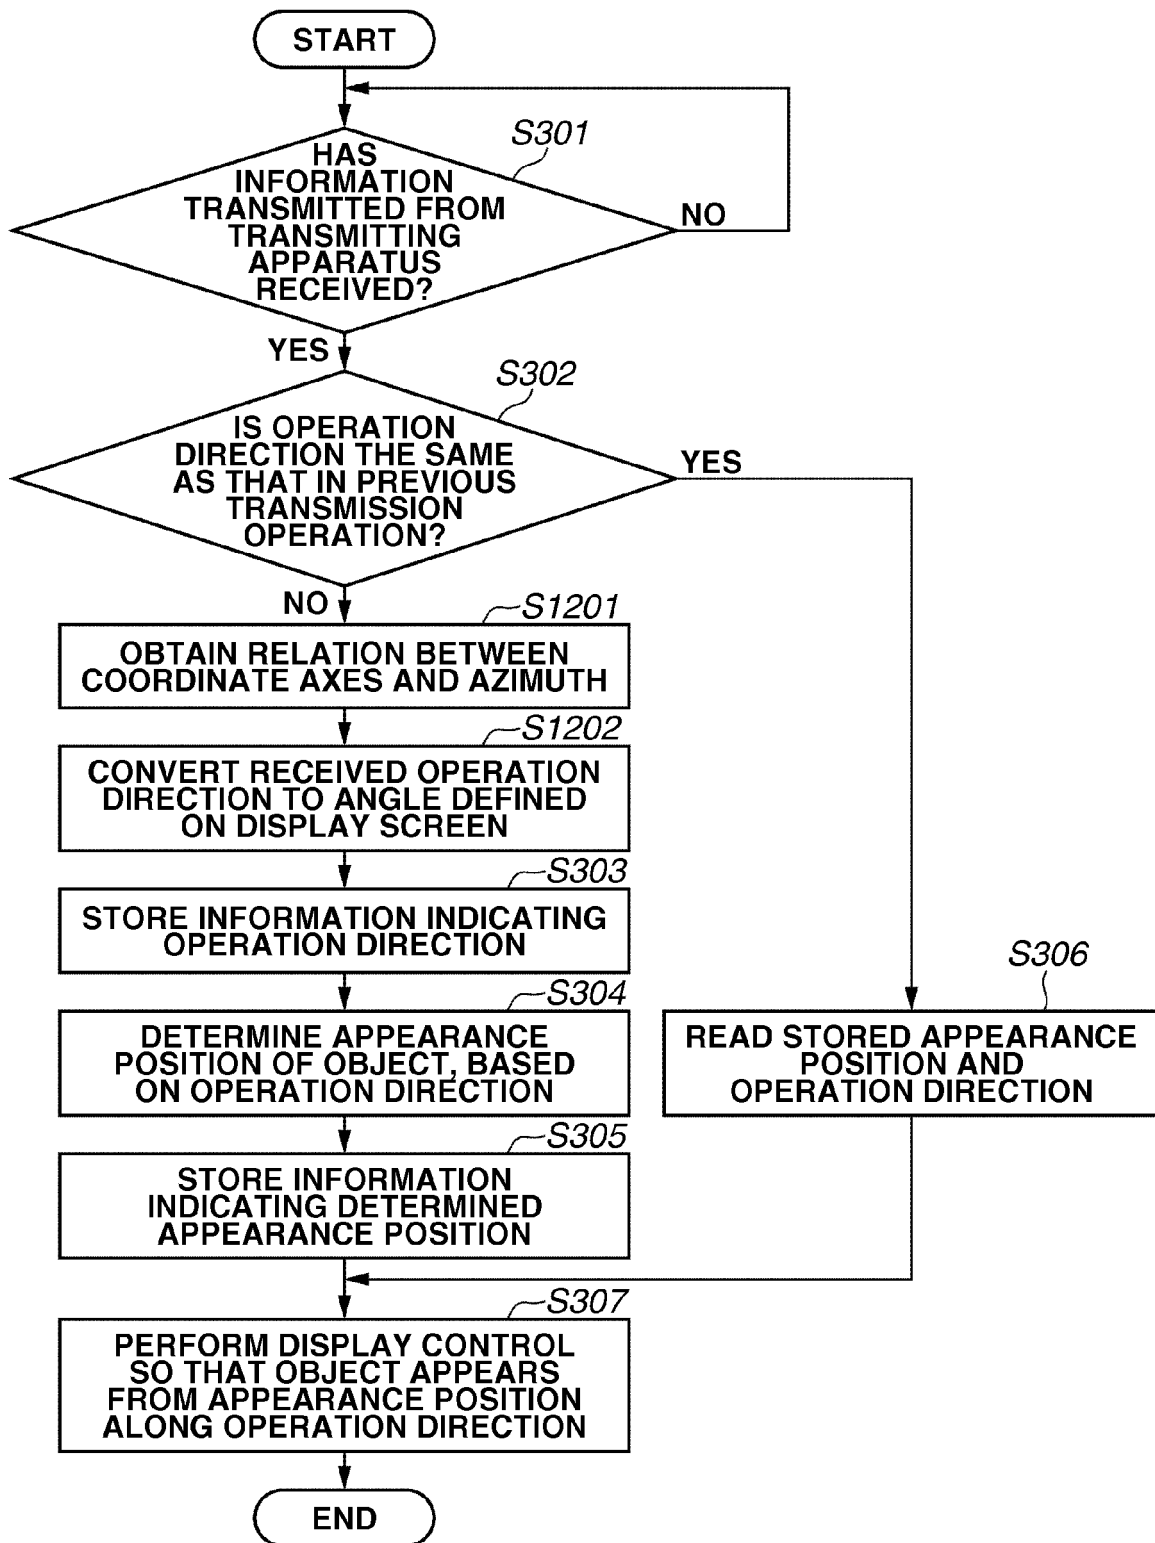 START
S301
HAS
INFORMATION
TRANSMITTED FROM
TRANSMITTING
APPARATUS
RECEIVED?
NO
YES
S302
IS OPERATION
DIRECTION THE SAME
AS THAT IN PREVIOUS
TRANSMISSION
OPERATION?
YES
NO
S1201
OBTAIN RELATION BETWEEN
COORDINATE AXES AND AZIMUTH
S1202
CONVERT RECEIVED OPERATION
DIRECTION TO ANGLE DEFINED
ON DISPLAY SCREEN
S303
STORE INFORMATION INDICATING
OPERATION DIRECTION
S304
DETERMINE APPEARANCE
POSITION OF OBJECT, BASED
ON OPERATION DIRECTION
S305
STORE INFORMATION
INDICATING DETERMINED
APPEARANCE POSITION
S306
READ STORED APPEARANCE
POSITION AND
OPERATION DIRECTION
S307
PERFORM DISPLAY CONTROL
SO THAT OBJECT APPEARS
FROM APPEARANCE POSITION
ALONG OPERATION DIRECTION
END